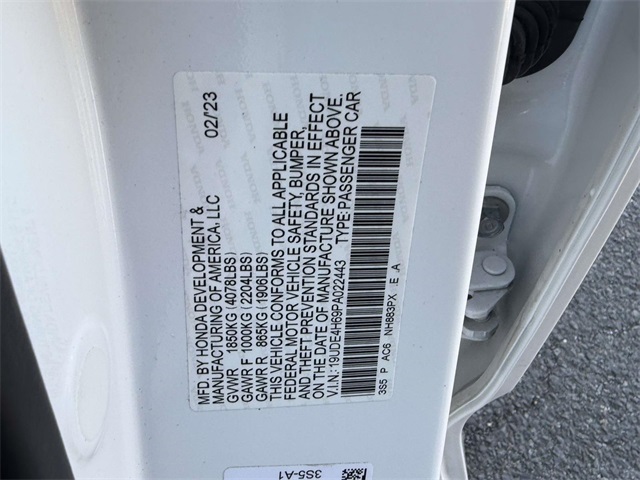 MFD. BY HONDA DEVELOPMENT & 02/'23
MANUFACTURING OF AMERICA, LLC
GVWR 1850KG (4078LBS)
GAWR F 1000KG (2204LBS)
GAWR R 865KG (1906LBS)
THIS VEHICLE CONFORMS TO ALL APPLICABLE
FEDERAL MOTOR VEHICLE SAFETY, BUMPER,
AND THEFT PREVENTION STANDARDS IN EFFECT
ON THE DATE OF MANUFACTURE SHOWN ABOVE.
V.I.N.: 19UDE4H69PA022443 TYPE: PASSENGER CAR
3S5 P AC6 NH883PX E A
3S5-A1